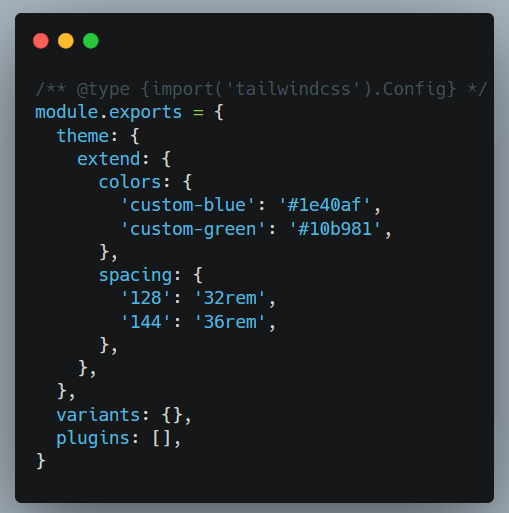 /** @type {import('tailwindcss').Config} */
module.exports = {
  theme: {
    extend: {
      colors: {
        'custom-blue': '#1e40af',
        'custom-green': '#10b981',
      },
      spacing: {
        '128': '32rem',
        '144': '36rem',
      },
    },
  },
  variants: {},
  plugins: [],
}